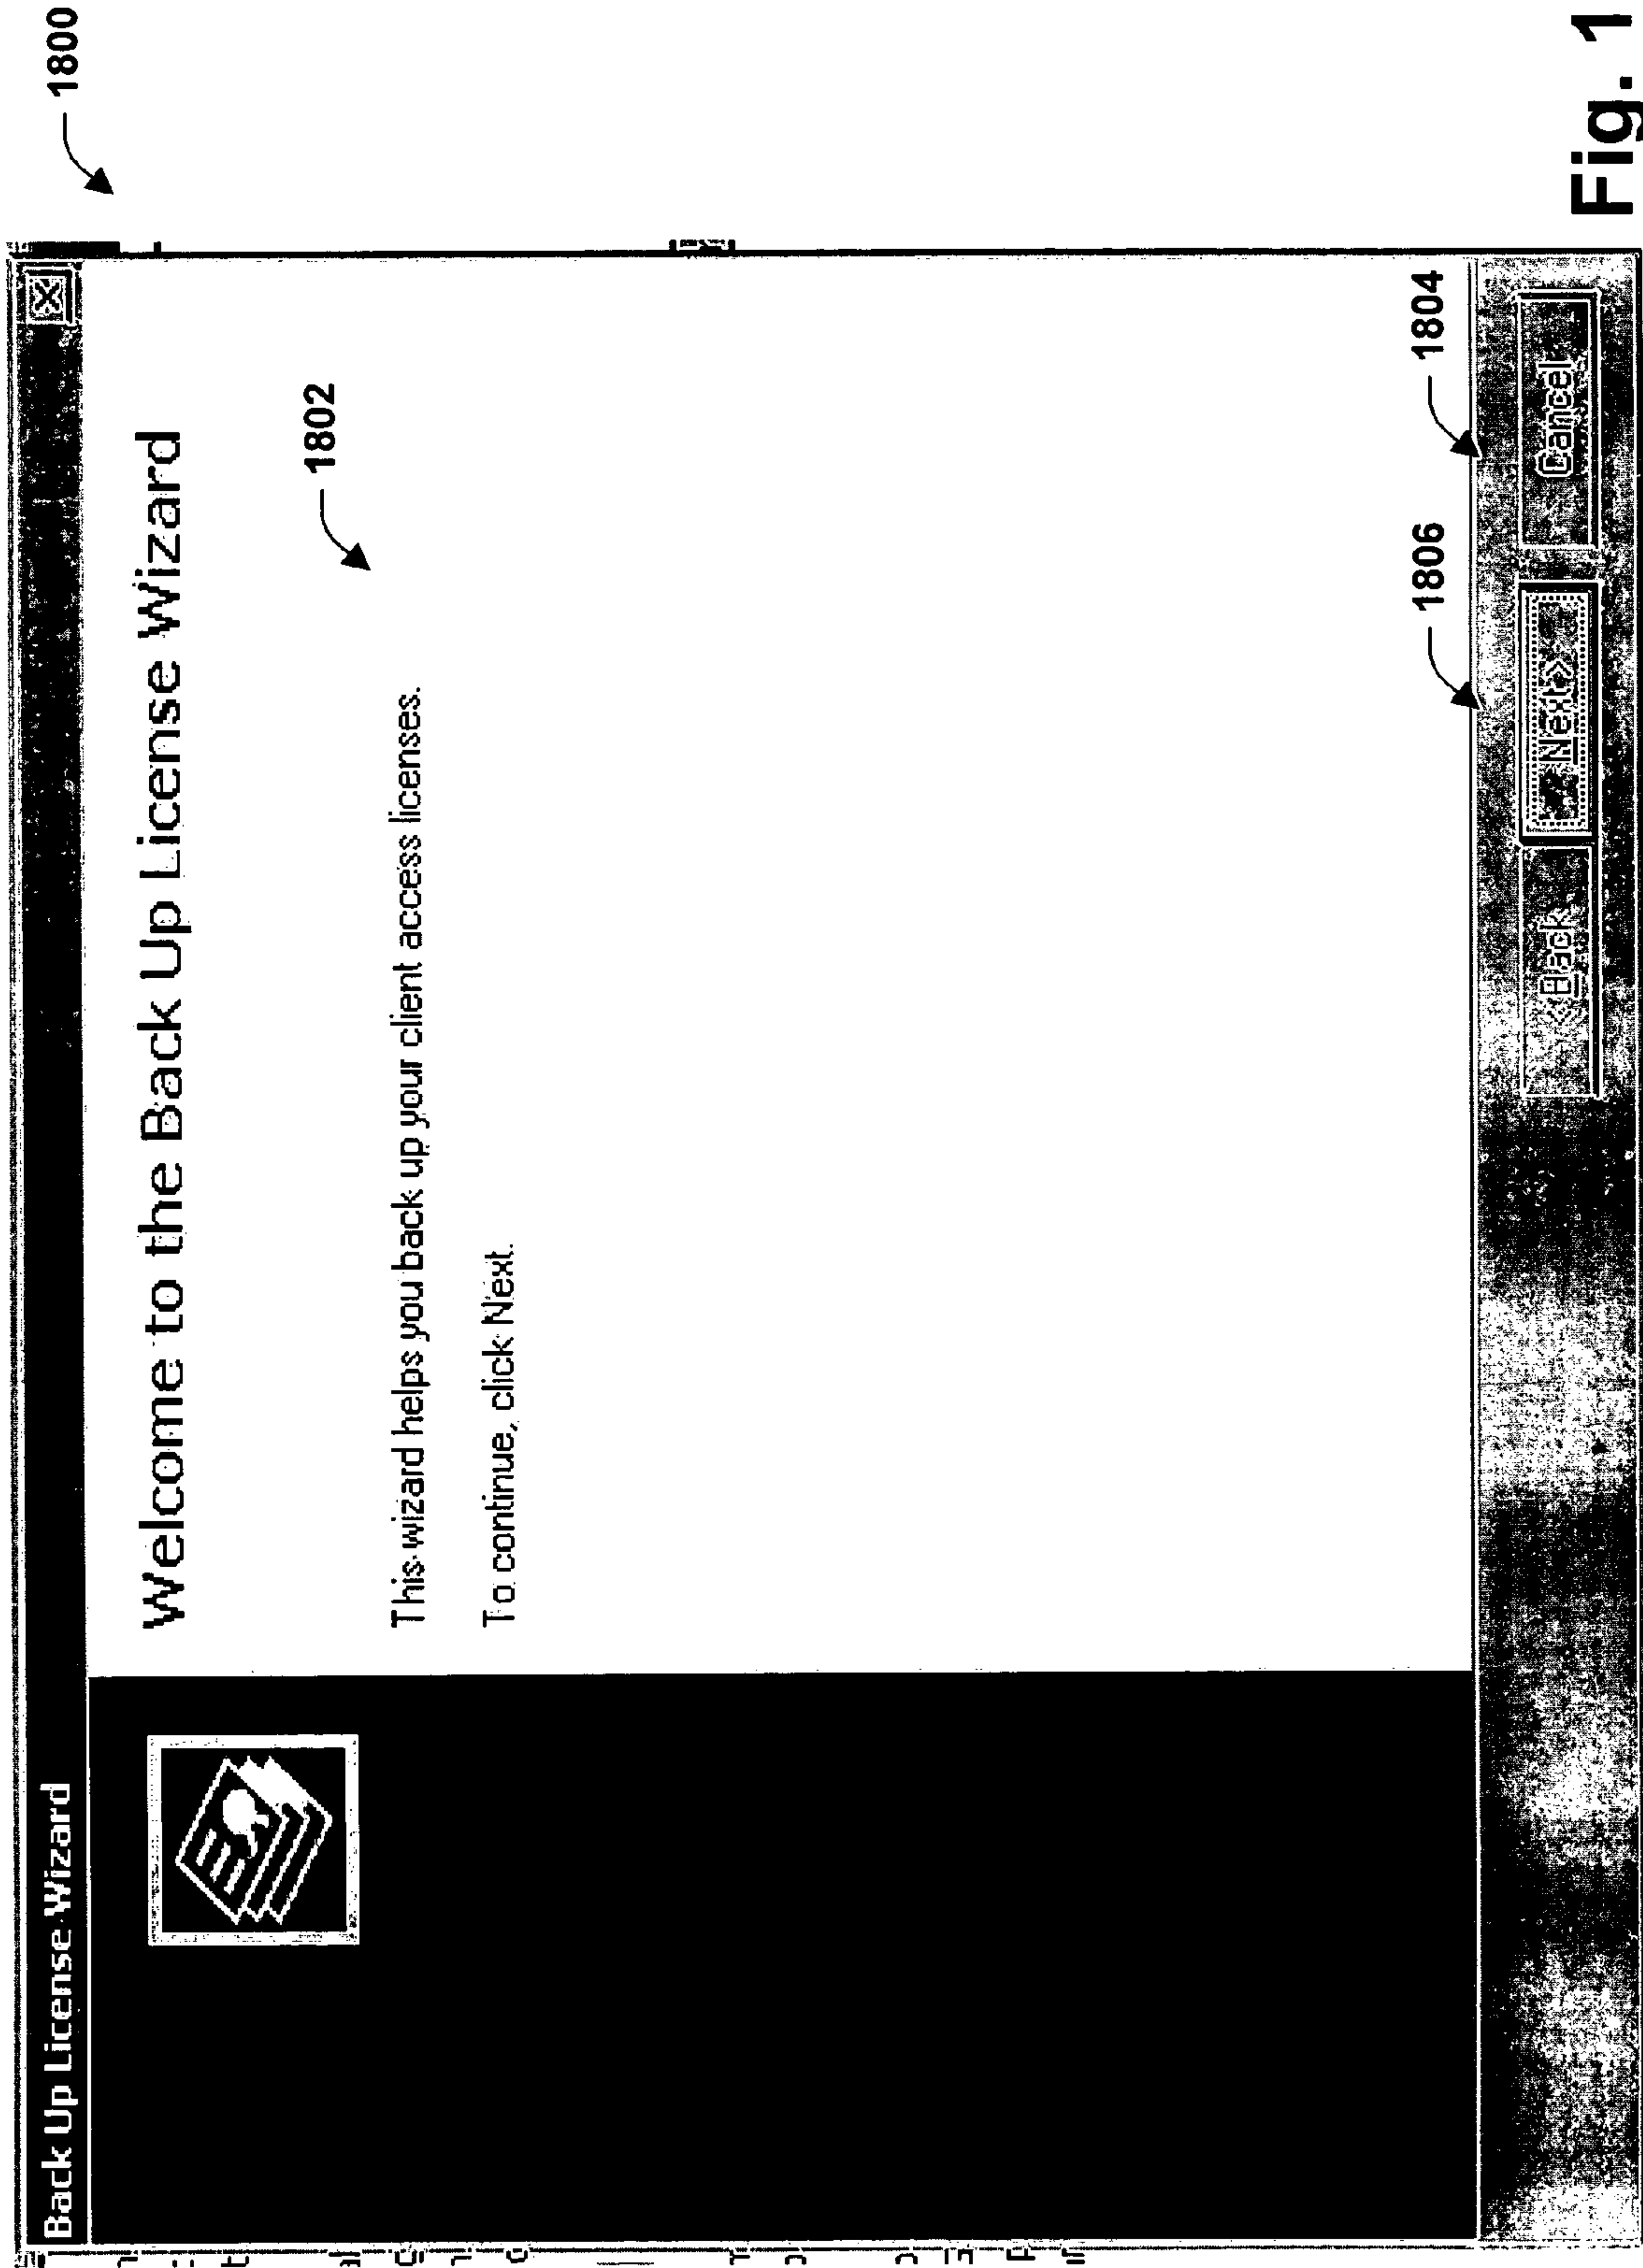 1800
Back Up License Wizard
Welcome to the Back Up License Wizard
1802
This wizard helps you back up your client access licenses.
To continue, click Next.
1806
1804
< Back
Next >
Cancel
Fig. 1